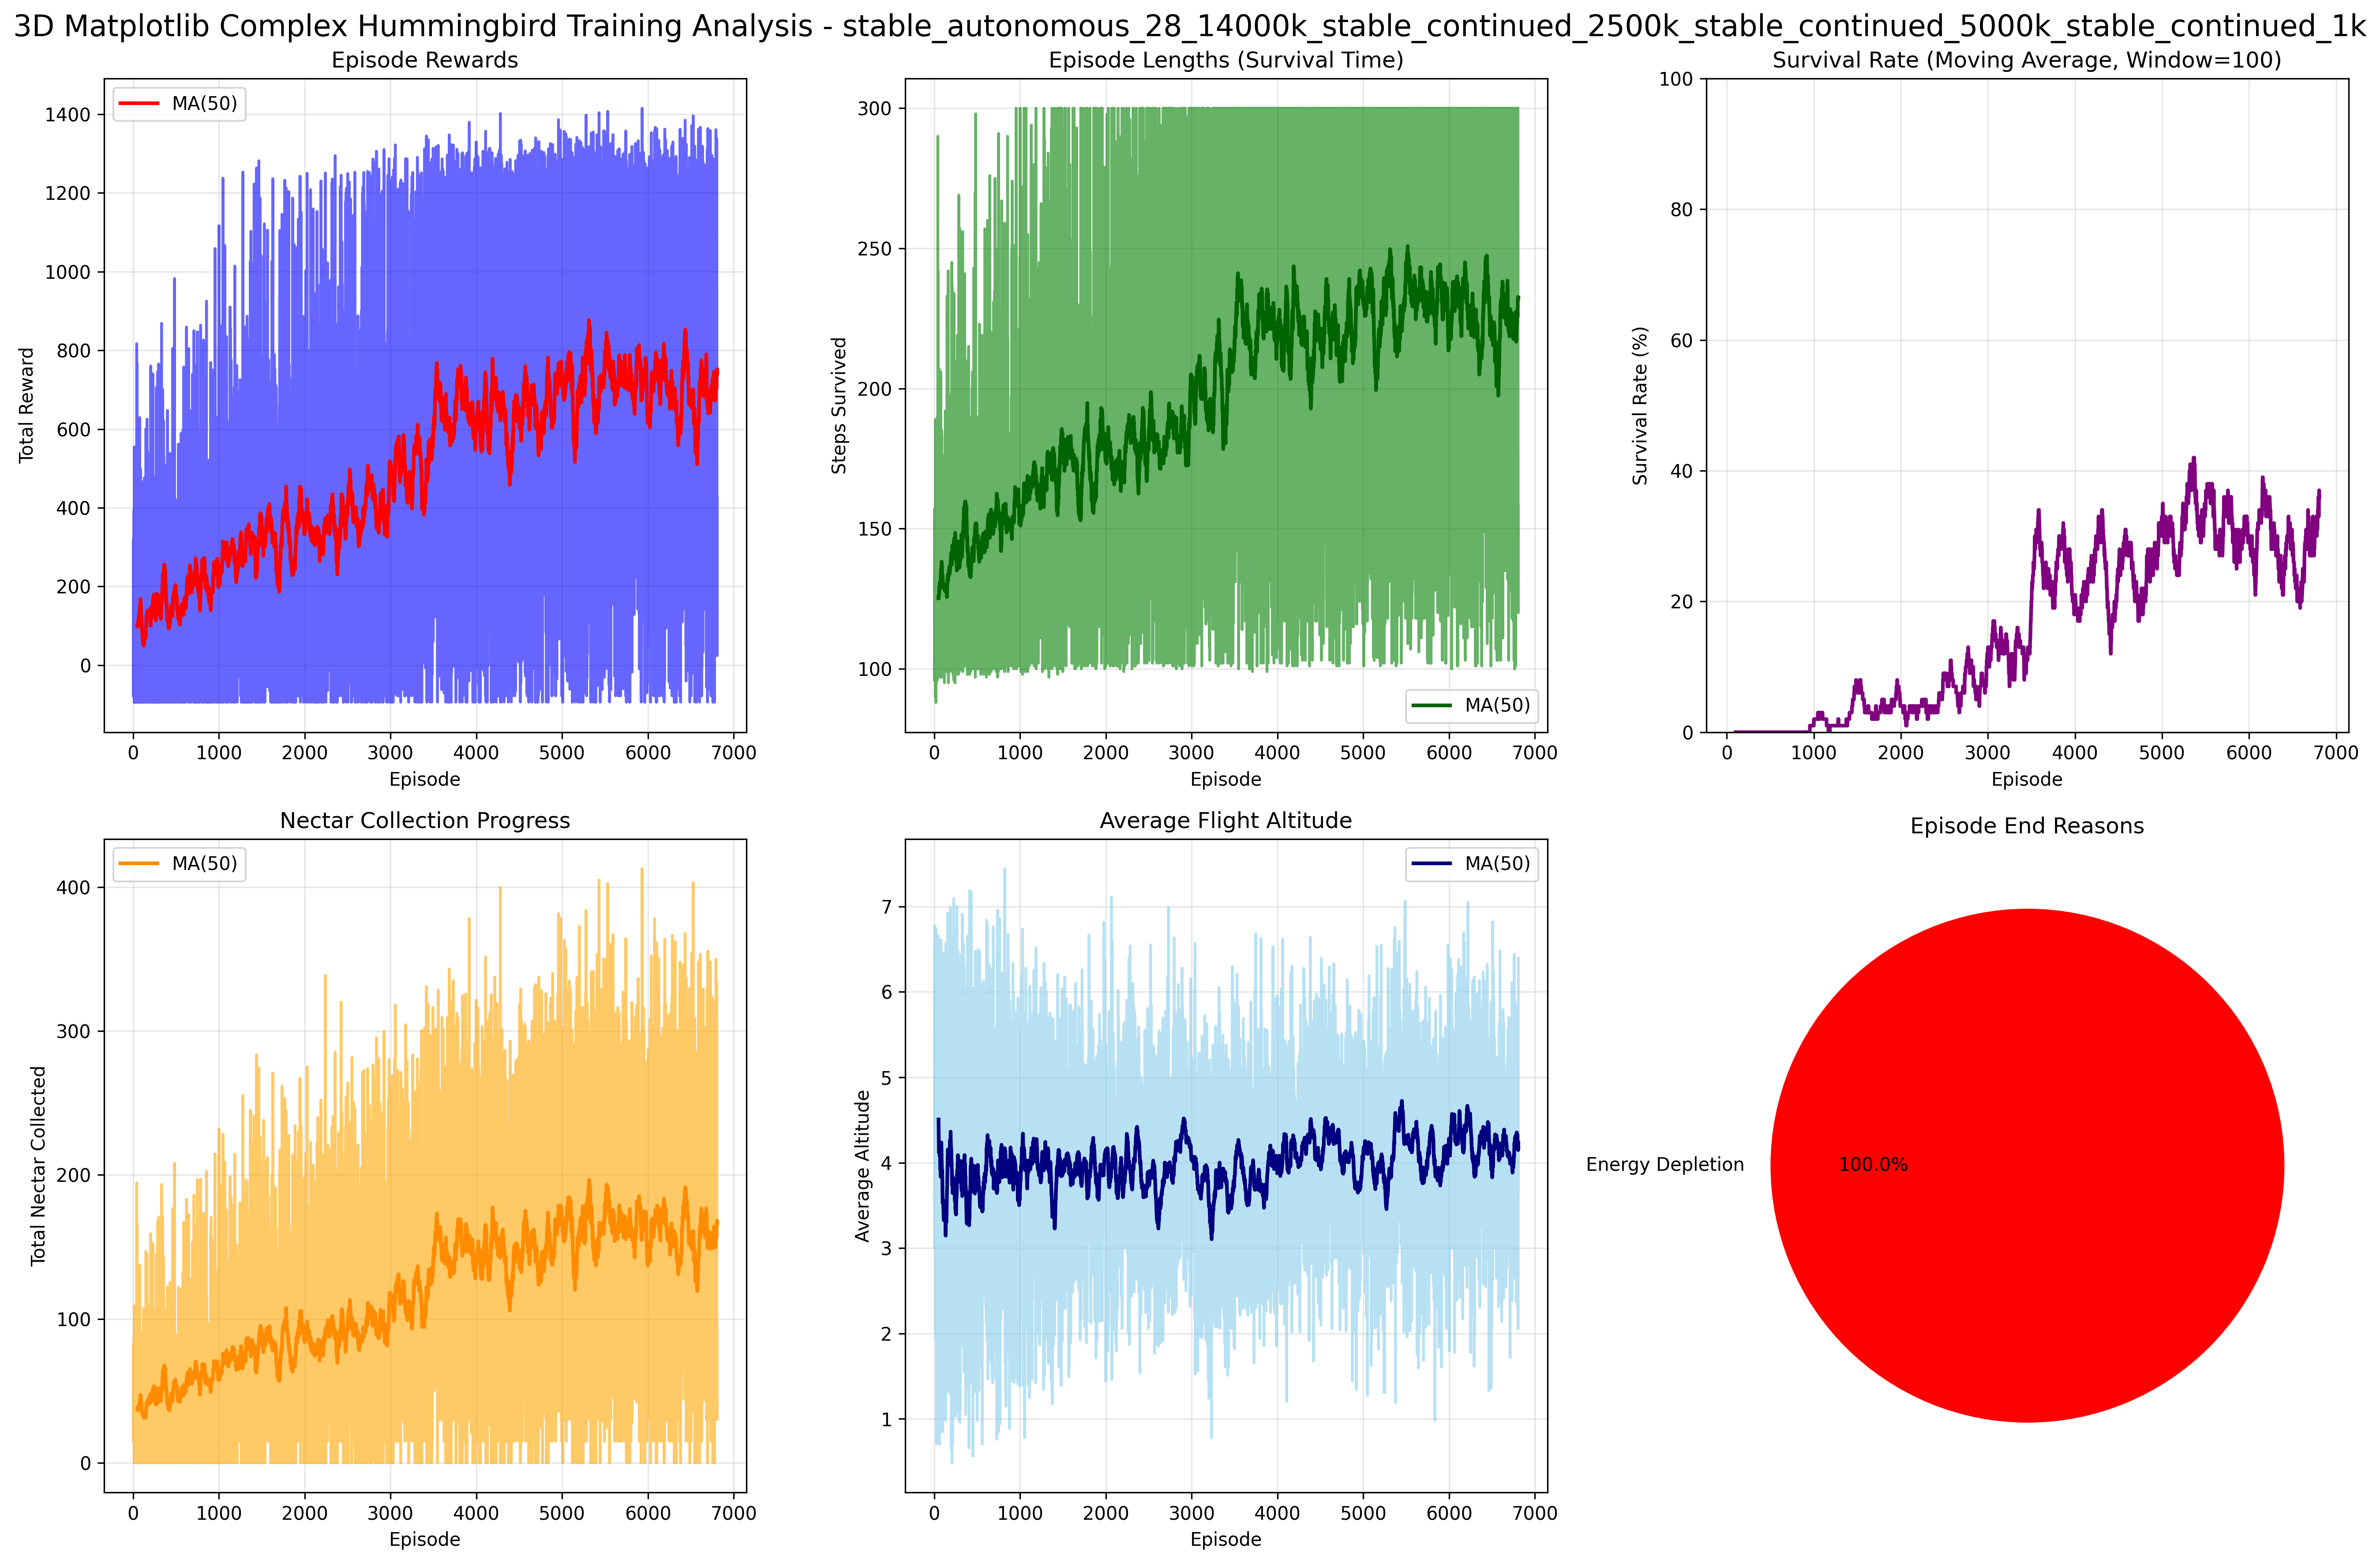 3D Matplotlib Complex Hummingbird Training Analysis - stable_autonomous_28_14000k_stable_continued_2500k_stable_continued_5000k_stable_continued_1k
Episode Rewards
MA(50)
1400
1200
1000
800
600
400
200
0
Total Reward
0 1000 2000 3000 4000 5000 6000 7000
Episode
Episode Lengths (Survival Time)
300
250
200
150
100
Steps Survived
MA(50)
0 1000 2000 3000 4000 5000 6000 7000
Episode
Survival Rate (Moving Average, Window=100)
100
80
60
40
20
0
Survival Rate (%)
0 1000 2000 3000 4000 5000 6000 7000
Episode
Nectar Collection Progress
MA(50)
400
300
200
100
0
Total Nectar Collected
0 1000 2000 3000 4000 5000 6000 7000
Episode
Average Flight Altitude
MA(50)
7
6
5
4
3
2
1
Average Altitude
0 1000 2000 3000 4000 5000 6000 7000
Episode
Episode End Reasons
Energy Depletion
100.0%